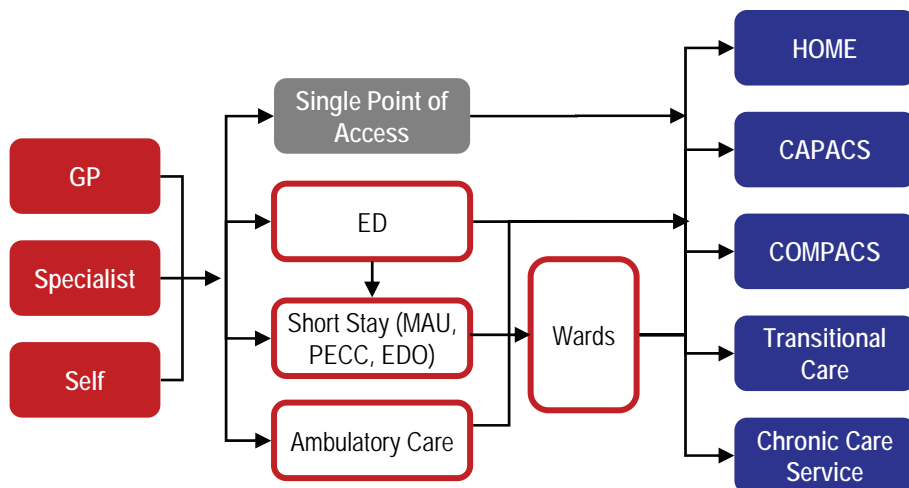 GP
Specialist
Self
Single Point of
Access
ED
Short Stay (MAU,
PECC, EDO)
Ambulatory Care
Wards
HOME
CAPACS
COMPACS
Transitional
Care
Chronic Care
Service